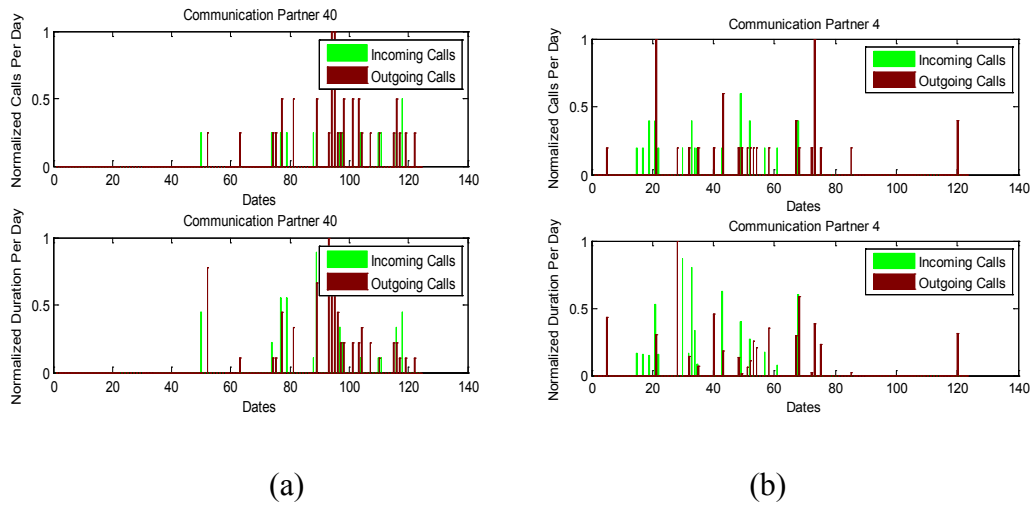 Communication Partner 40
Normalized Calls Per Day
1
0.5
0
Incoming Calls
Outgoing Calls
0 20 40 60 80 100 120 140
Dates
Communication Partner 4
Normalized Calls Per Day
1
0.5
0
Incoming Calls
Outgoing Calls
0 20 40 60 80 100 120 140
Dates
Communication Partner 40
Normalized Duration Per Day
1
0.5
0
Incoming Calls
Outgoing Calls
0 20 40 60 80 100 120 140
Dates
Communication Partner 4
Normalized Duration Per Day
1
0.5
0
Incoming Calls
Outgoing Calls
0 20 40 60 80 100 120 140
Dates
(a)
(b)